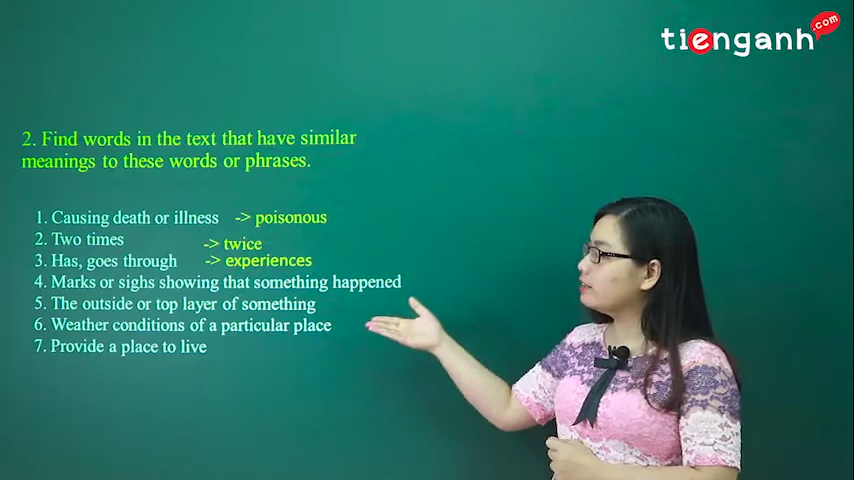 tienganh
.com
2. Find words in the text that have similar
meanings to these words or phrases.
1. Causing death or illness -> poisonous
2. Two times -> twice
3. Has, goes through -> experiences
4. Marks or sighs showing that something happened
5. The outside or top layer of something
6. Weather conditions of a particular place
7. Provide a place to live